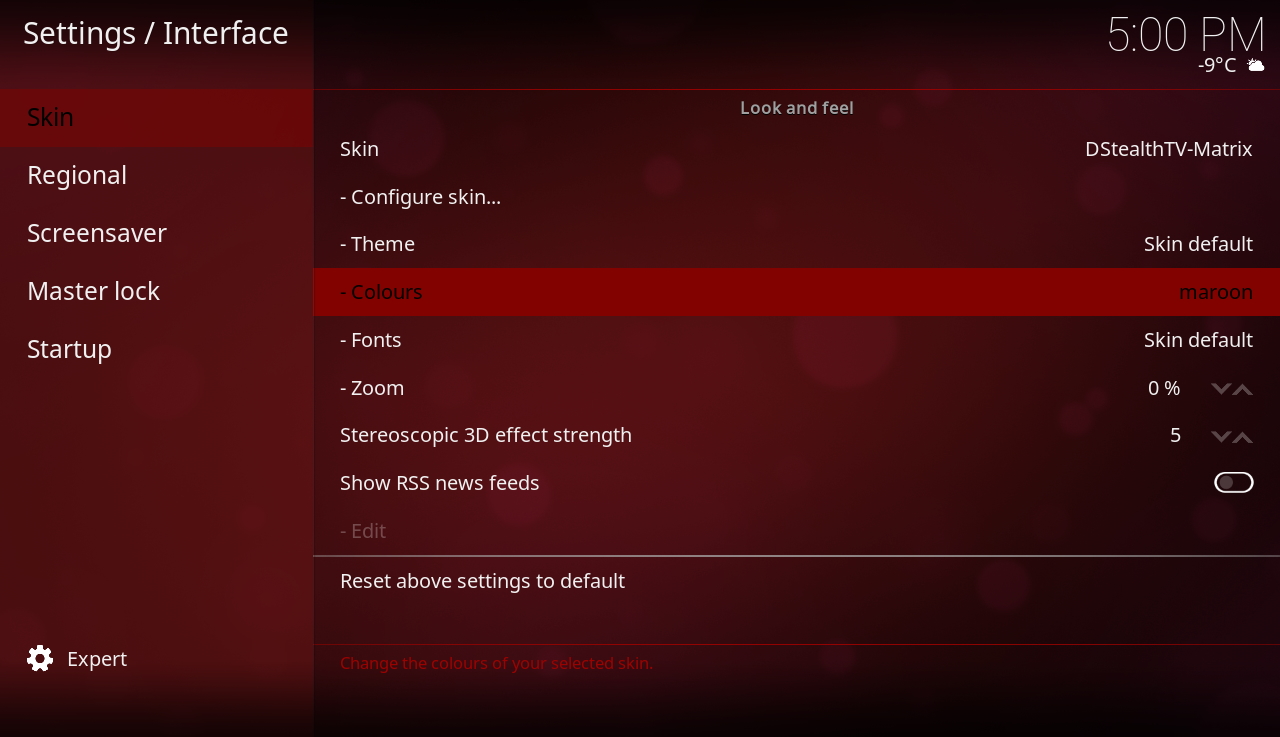 Settings / Interface
5:00 PM
-9°C
Skin
Regional
Screensaver
Master lock
Startup
Expert
Look and feel
Skin DStealthTV-Matrix
- Configure skin...
- Theme Skin default
- Colours maroon
- Fonts Skin default
- Zoom 0 %
Stereoscopic 3D effect strength 5
Show RSS news feeds
- Edit
Reset above settings to default
Change the colours of your selected skin.